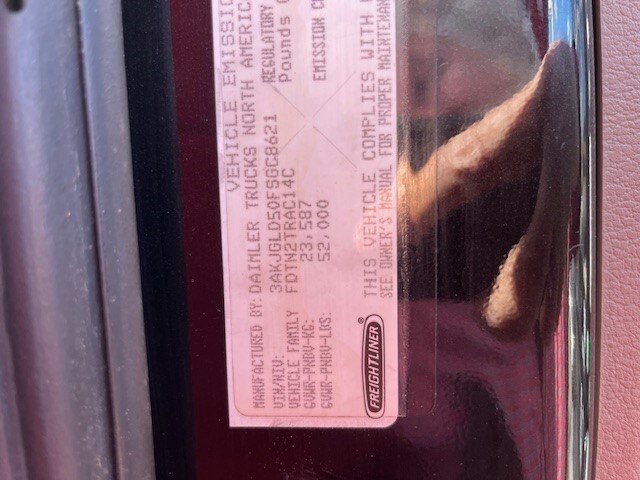 VEHICLE EMISSIO
MANUFACTURED BY: DAIMLER TRUCKS NORTH AMERIC
VIN/NIV: 3AKJGLD50FSGC8621
VEHICLE FAMILY FDTN2TRAC14C REGULATORY
GVWR-PNBV-KG: 23,587 Pounds
GVWR-PNBV-LBS: 52,000
EMISSION C
THIS VEHICLE COMPLIES WITH
SEE OWNER'S MANUAL FOR PROPER MAINTENAN
FREIGHTLINER®